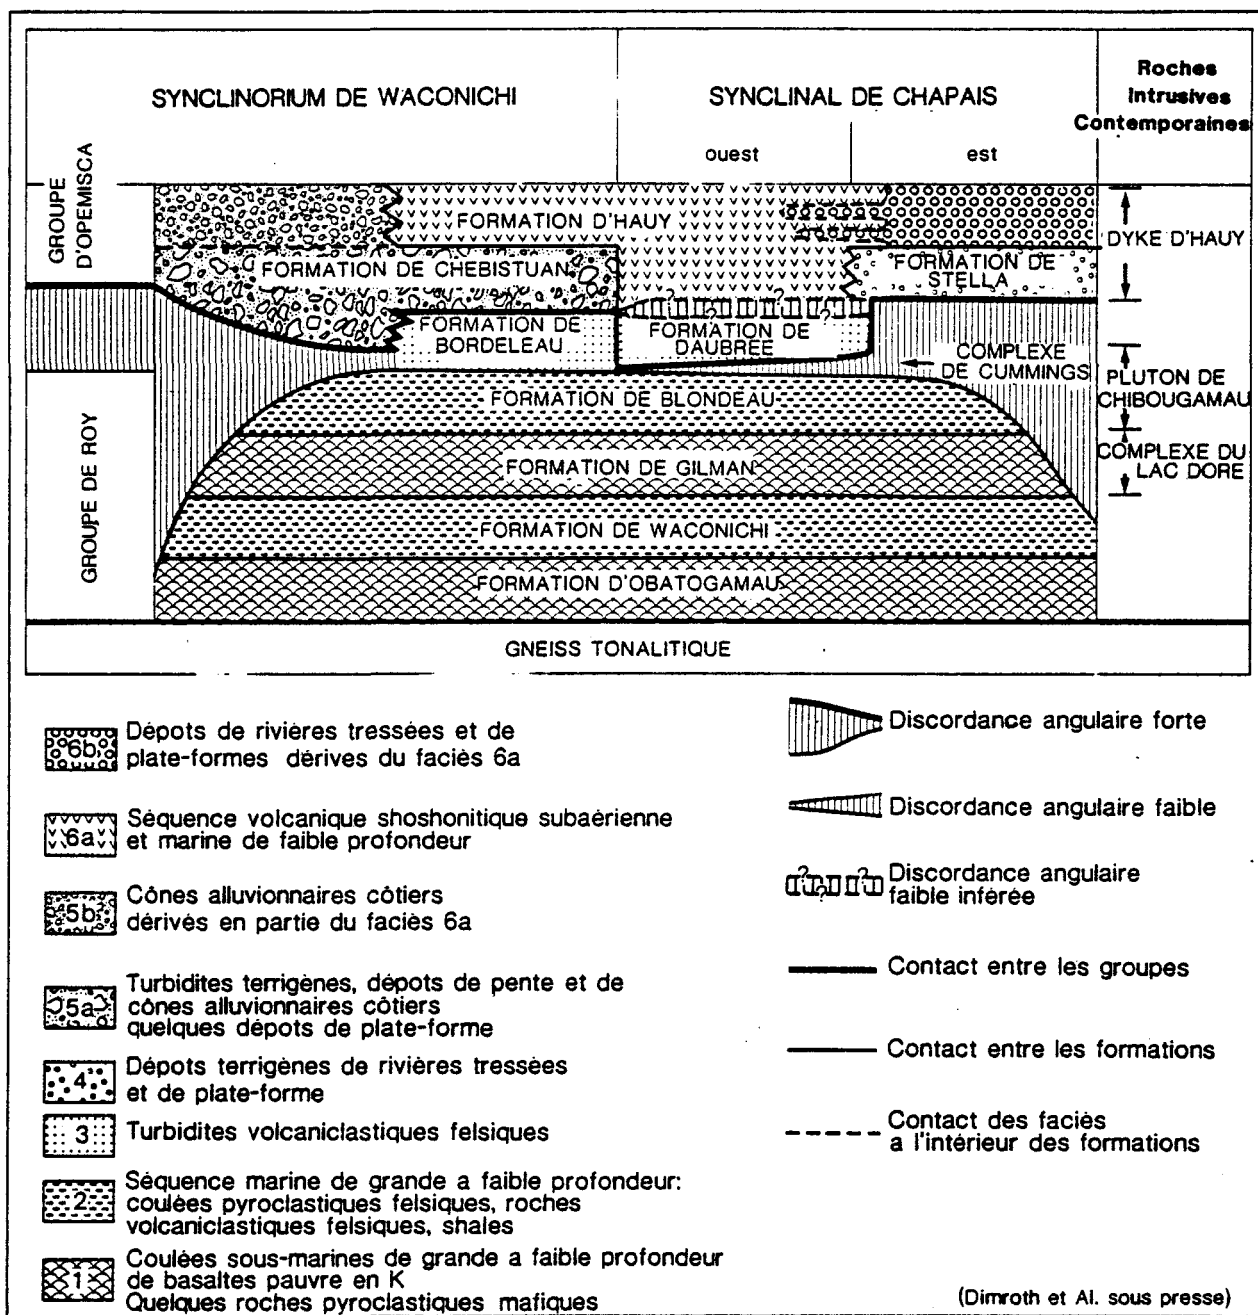 SYNCLINORIUM DE WACONICHI
SYNCLINAL DE CHAPAIS
ouest
est
Roches
Intrusives
Contemporaines
GROUPE
D'OPEMISCA
GROUPE DE ROY
FORMATION D'HAUY
FORMATION DE CHEBISTUAN
FORMATION DE
STELLA
FORMATION DE
BORDELEAU
? ? ? ?
FORMATION DE
DAUBRÉE
COMPLEXE
DE CUMMINGS
FORMATION DE BLONDEAU
FORMATION DE GILMAN
FORMATION DE WACONICHI
FORMATION D'OBATOGAMAU
GNEISS TONALITIQUE
DYKE D'HAUY
PLUTON DE
CHIBOUGAMAU
COMPLEXE DU
LAC DORE
6b
Dépots de rivières tressées et de
plate-formes dérives du faciès 6a
6a
Séquence volcanique shoshonitique subaérienne
et marine de faible profondeur
5b
Cônes alluvionnaires côtiers
dérivés en partie du faciès 6a
5a
Turbidites terrigènes, dépots de pente et de
cônes alluvionnaires côtiers
quelques dépots de plate-forme
4
Dépots terrigènes de rivières tressées
et de plate-forme
3
Turbidites volcaniclastiques felsiques
2
Séquence marine de grande a faible profondeur:
coulées pyroclastiques felsiques, roches
volcaniclastiques felsiques, shales
1
Coulées sous-marines de grande a faible profondeur
de basaltes pauvre en K
Quelques roches pyroclastiques mafiques
Discordance angulaire forte
Discordance angulaire faible
? ? ?
Discordance angulaire
faible inférée
Contact entre les groupes
Contact entre les formations
Contact des faciès
a l'intérieur des formations
(Dimroth et Al. sous presse)